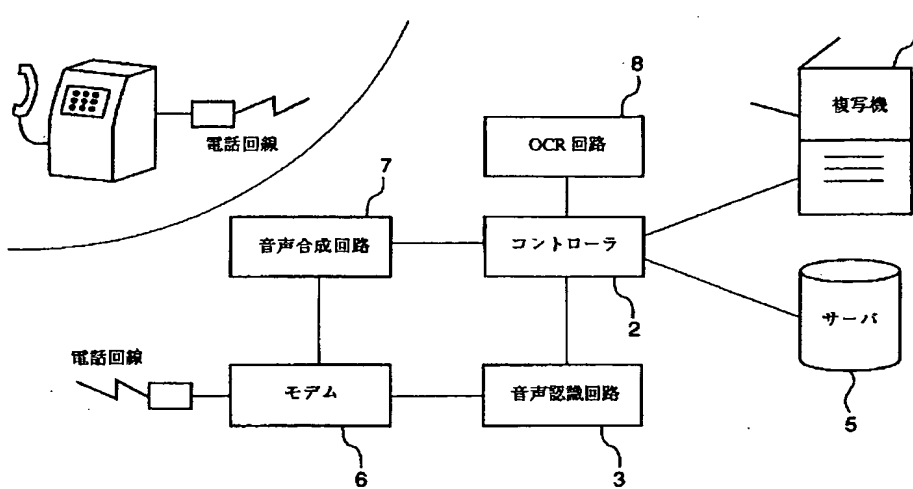 8
複写機
電話回線
OCR 回路
7
音声合成回路
コントローラ
2
サーバ
電話回線
モデム
音声認識回路
5
6
3